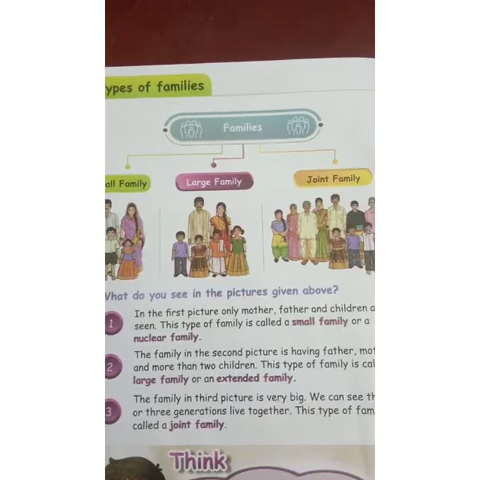 ypes of families
Families
all Family
Large Family
Joint Family
What do you see in the pictures given above?
1 In the first picture only mother, father and children a
seen. This type of family is called a small family or a
nuclear family.
2 The family in the second picture is having father, mot
and more than two children. This type of family is cal
large family or an extended family.
3 The family in third picture is very big. We can see th
or three generations live together. This type of fam
called a joint family.
Think